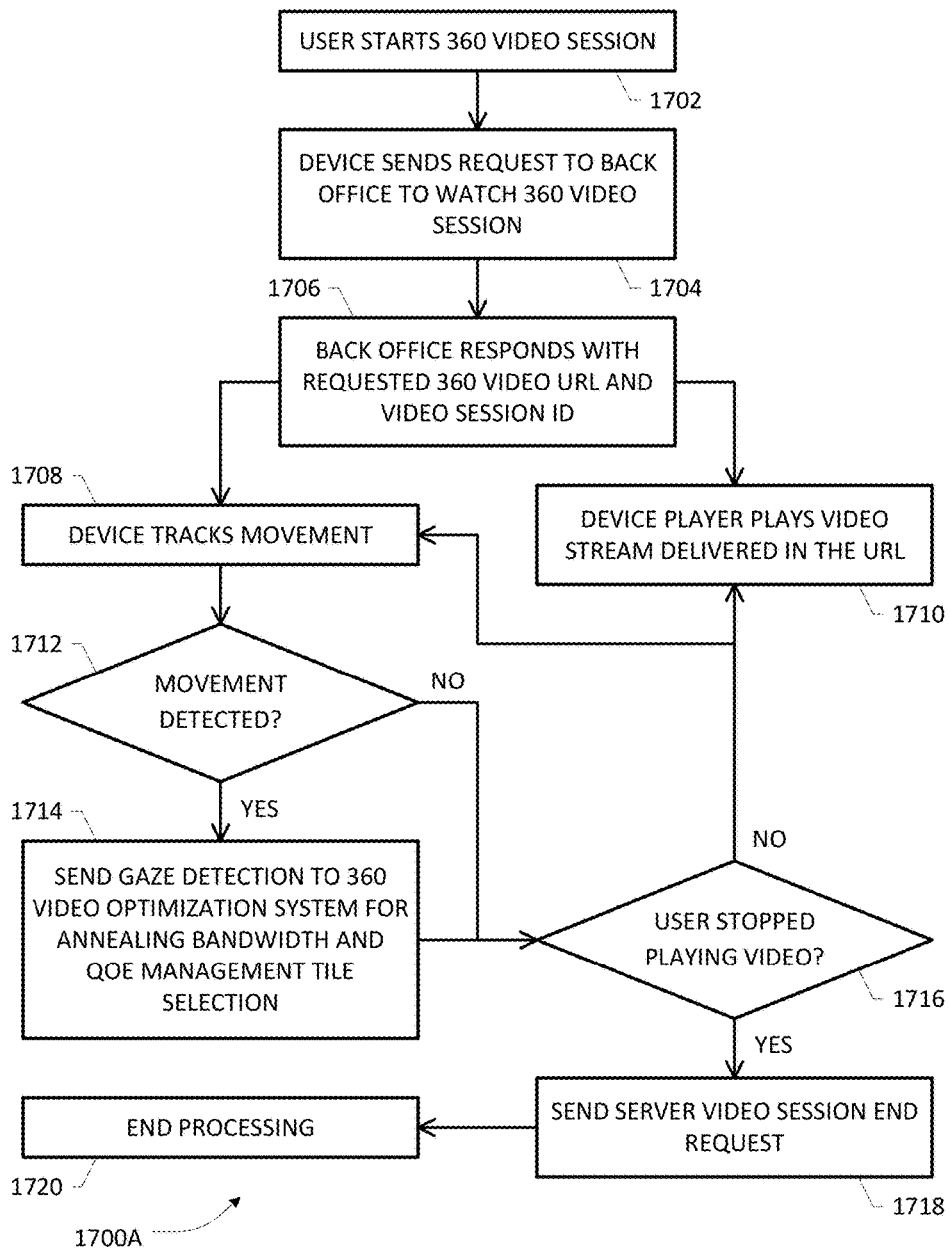 USER STARTS 360 VIDEO SESSION
1702
DEVICE SENDS REQUEST TO BACK
OFFICE TO WATCH 360 VIDEO
SESSION
1704
1706
BACK OFFICE RESPONDS WITH
REQUESTED 360 VIDEO URL AND
VIDEO SESSION ID
1708
DEVICE TRACKS MOVEMENT
DEVICE PLAYER PLAYS VIDEO
STREAM DELIVERED IN THE URL
1710
1712
MOVEMENT
DETECTED?
NO
YES
1714
SEND GAZE DETECTION TO 360
VIDEO OPTIMIZATION SYSTEM FOR
ANNEALING BANDWIDTH AND
QOE MANAGEMENT TILE
SELECTION
NO
USER STOPPED
PLAYING VIDEO?
1716
YES
SEND SERVER VIDEO SESSION END
REQUEST
1718
END PROCESSING
1720
1700A